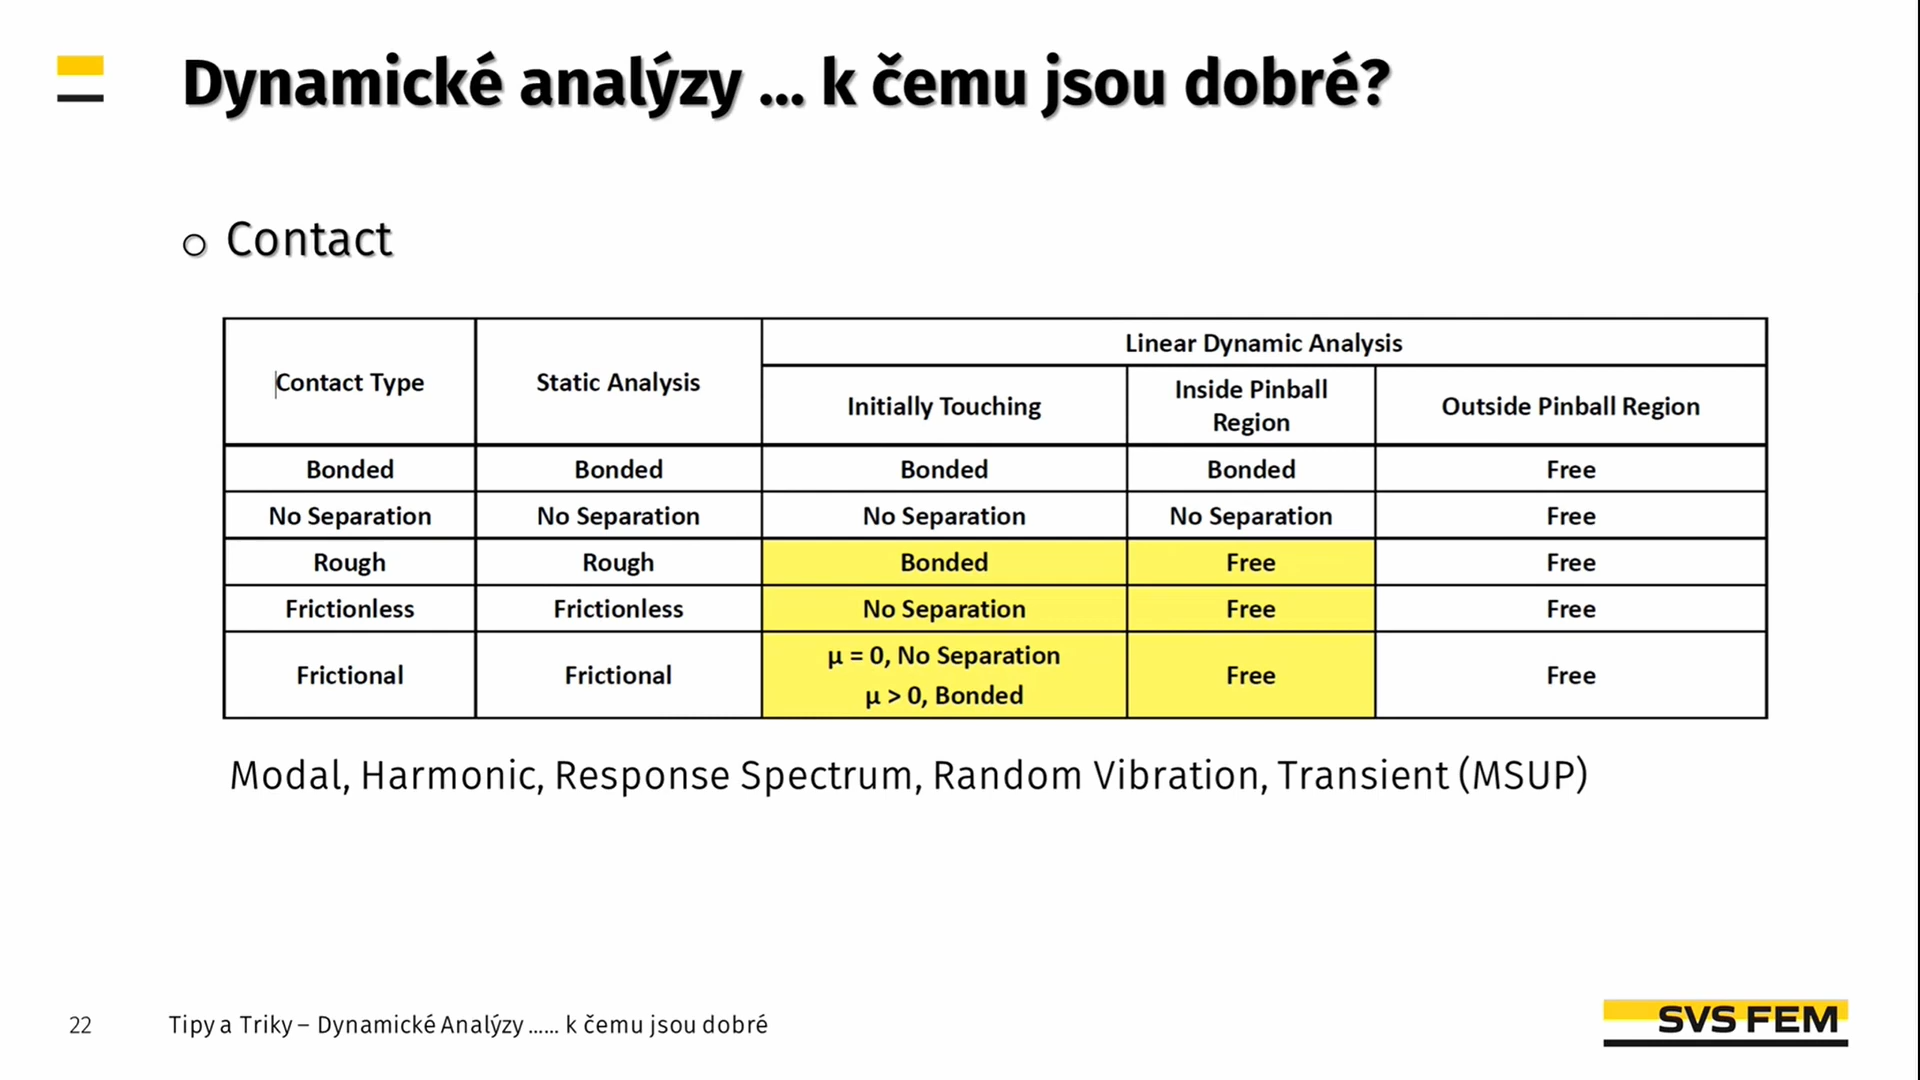 Dynamické analýzy ... k čemu jsou dobré?
Contact
Linear Dynamic Analysis
Contact Type Static Analysis Initially Touching Inside Pinball Region Outside Pinball Region
Bonded Bonded Bonded Bonded Free
No Separation No Separation No Separation No Separation Free
Rough Rough Bonded Free Free
Frictionless Frictionless No Separation Free Free
Frictional Frictional μ = 0, No Separation μ > 0, Bonded Free Free
Modal, Harmonic, Response Spectrum, Random Vibration, Transient (MSUP)
22 Tipy a Triky – Dynamické Analýzy ...... k čemu jsou dobré
SVS FEM